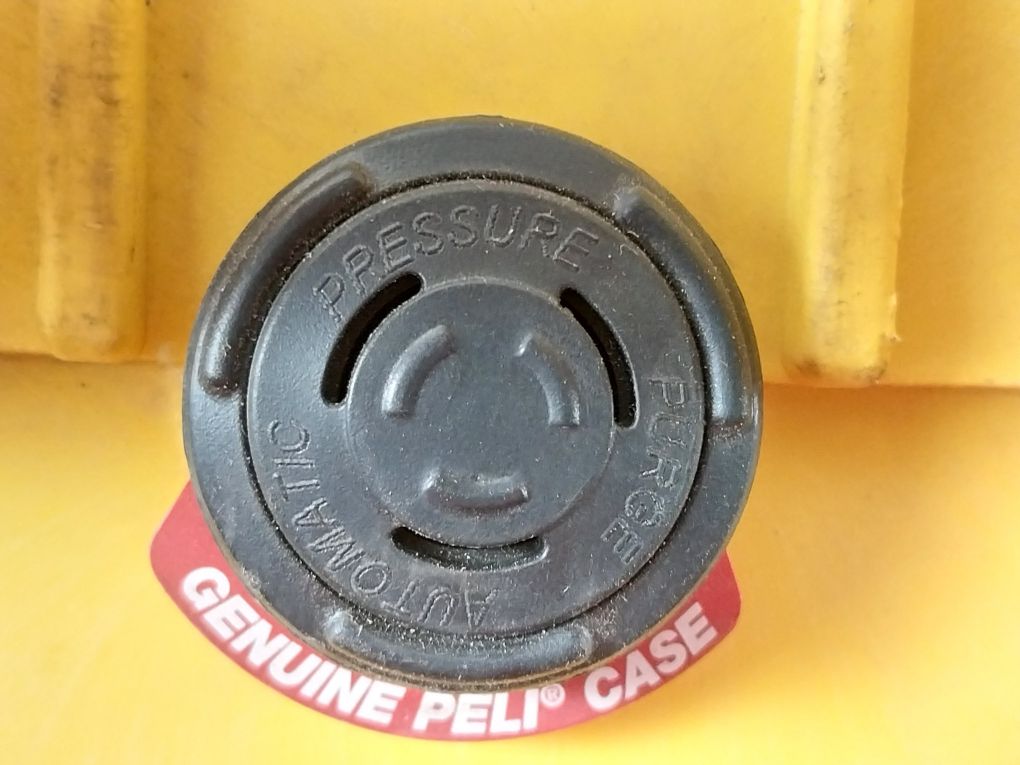 AUTOMATIC
PRESSURE
PURGE
GENUINE PELI® CASE